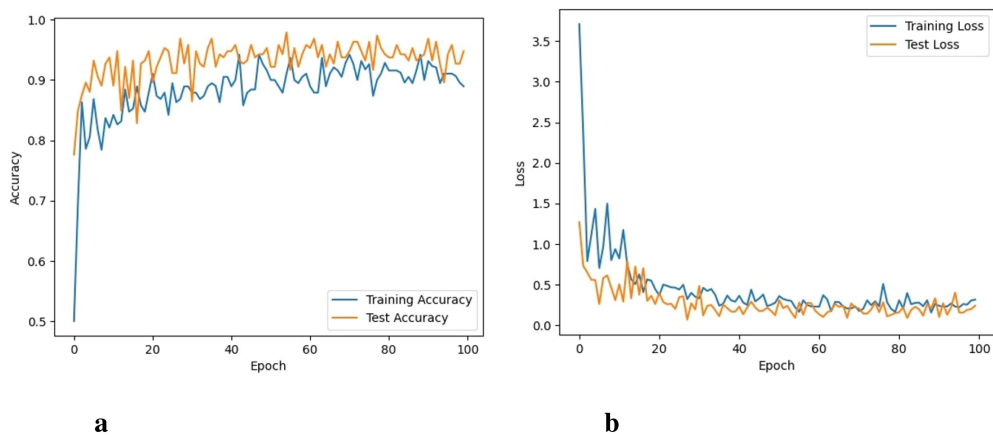 1.0
0.9
0.8
0.7
0.6
0.5
Accuracy
Training Accuracy
Test Accuracy
0 20 40 60 80 100
Epoch
a
3.5
3.0
2.5
2.0
1.5
1.0
0.5
0.0
Loss
Training Loss
Test Loss
0 20 40 60 80 100
Epoch
b